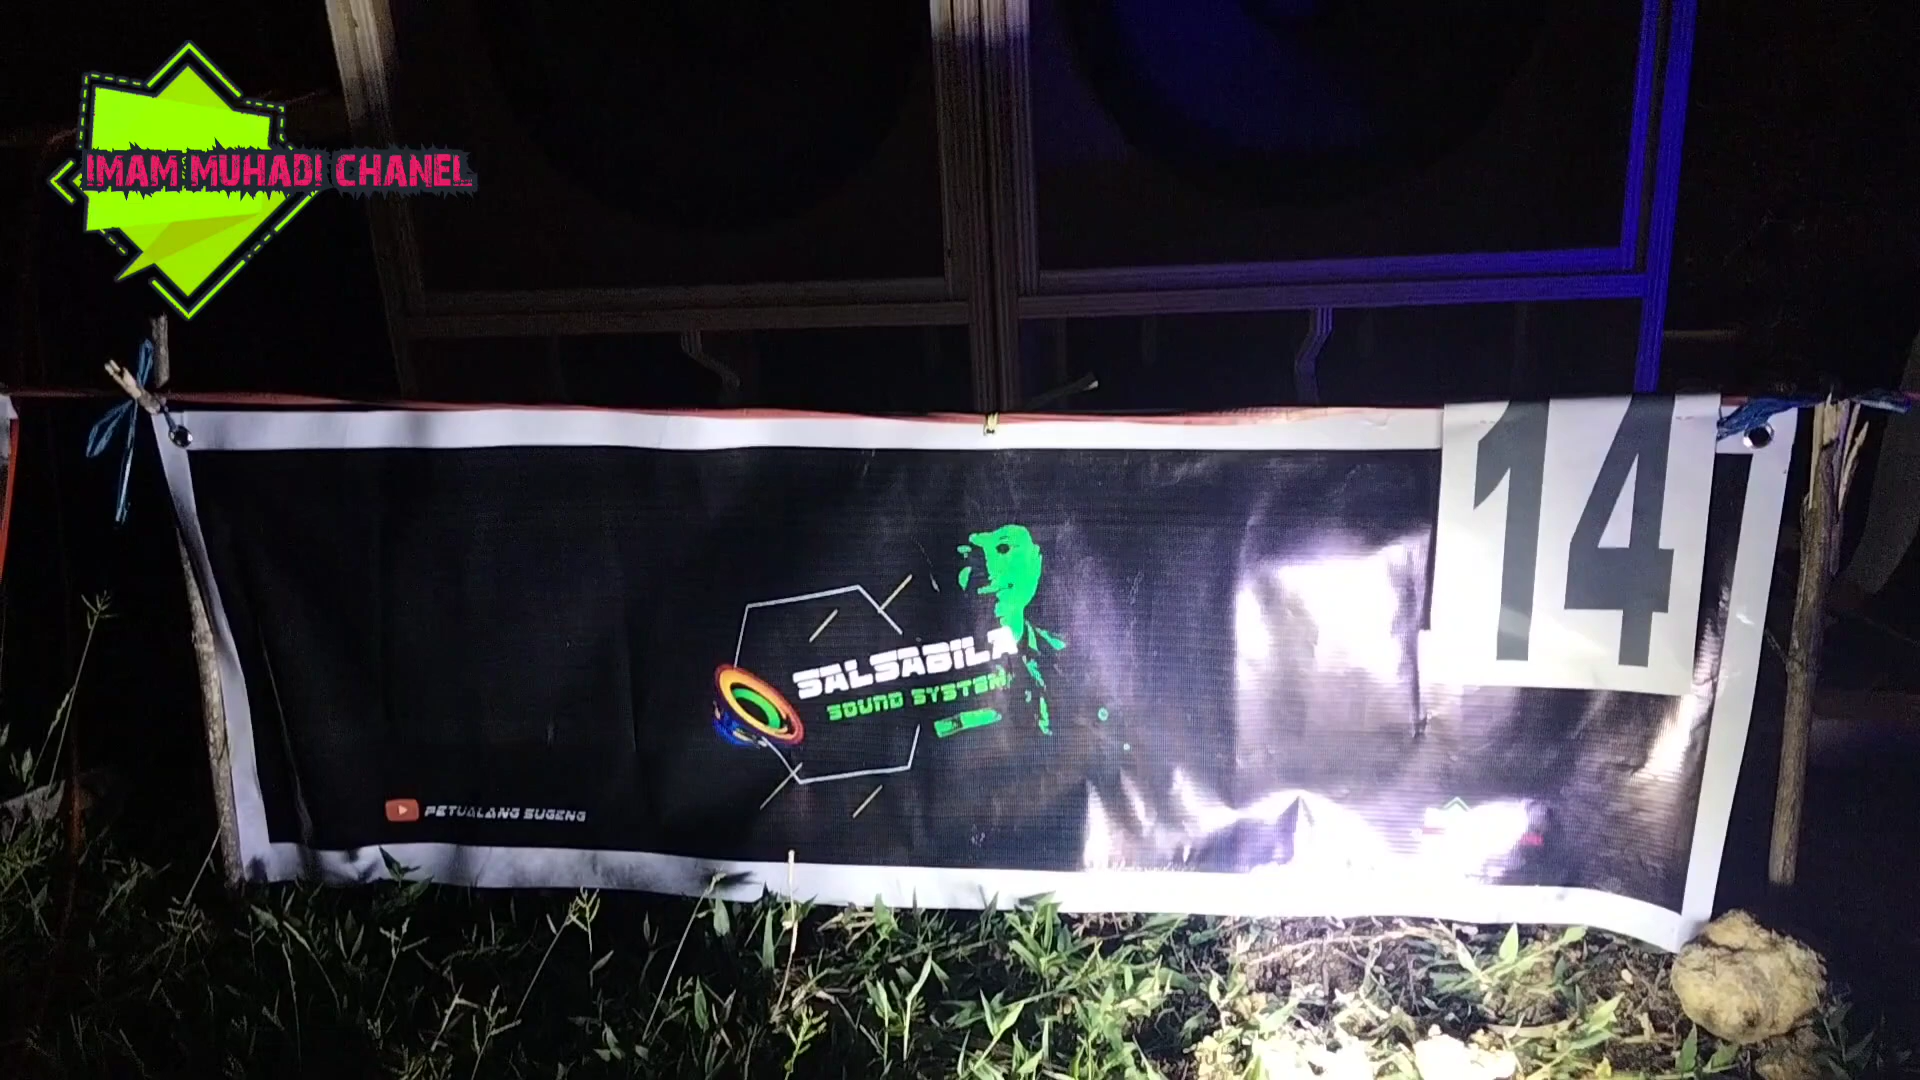 IMAM MUHADI CHANEL
14
SALSABILA
SOUND SYSTEM
PETUALANG SUGENG